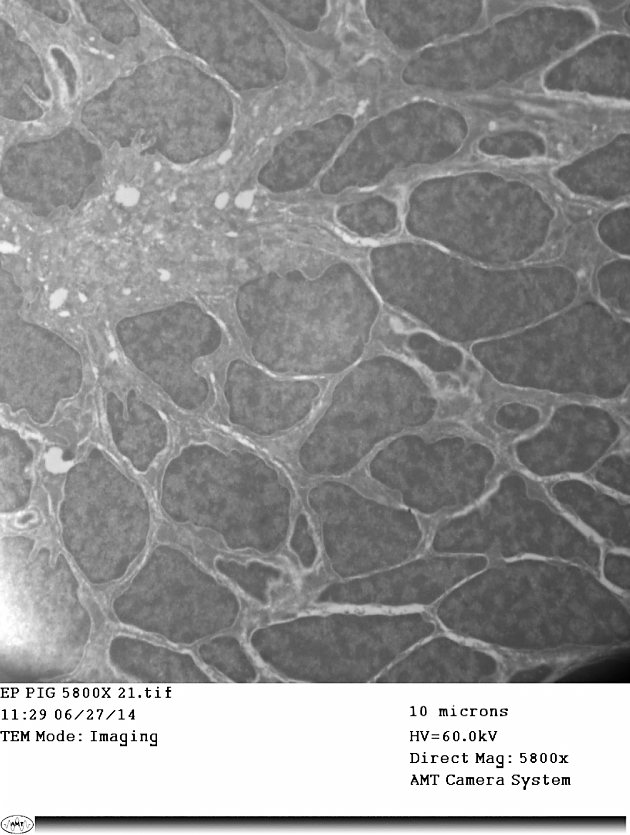 EP PIG 5800X 21.tif
11:29 06/27/14
TEM Mode: Imaging
10 microns
HV=60.0kV
Direct Mag: 5800x
AMT Camera System
AMT